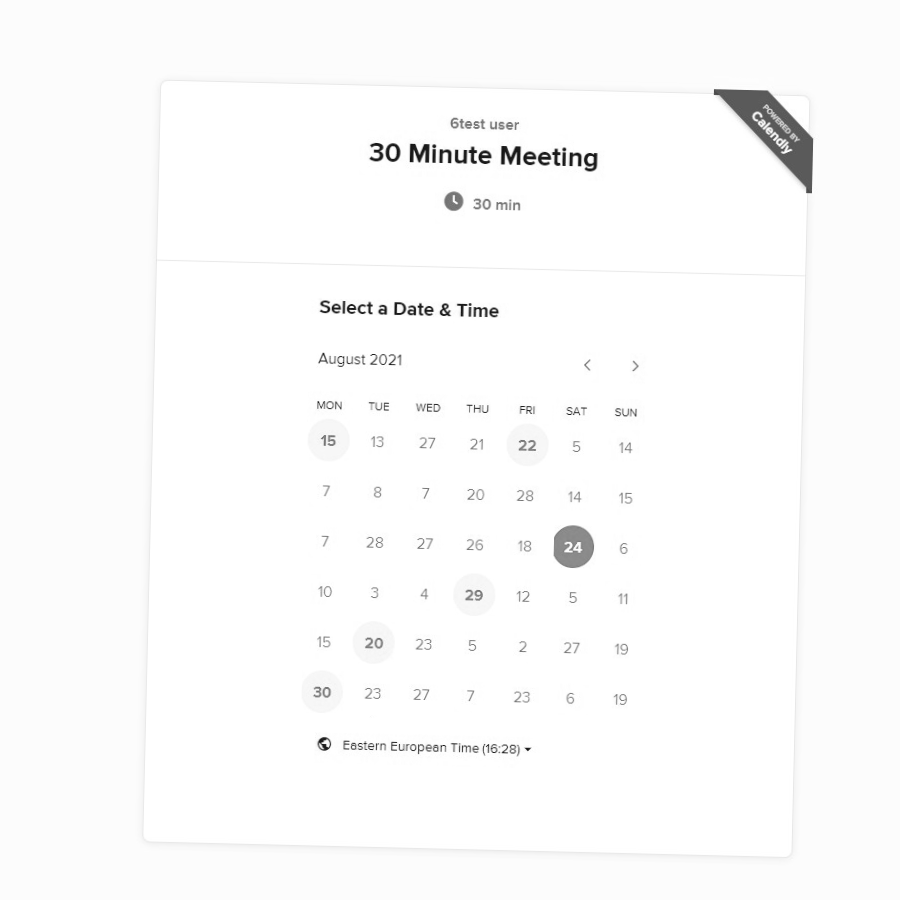 POWERED BY
Calendly
6test user
30 Minute Meeting
30 min
Select a Date & Time
August 2021
MON TUE WED THU FRI SAT SUN
15 13 27 21 22 5 14
7 8 7 20 28 14 15
7 28 27 26 18 24 6
10 3 4 29 12 5 11
15 20 23 5 2 27 19
30 23 27 7 23 6 19
Eastern European Time (16:28)